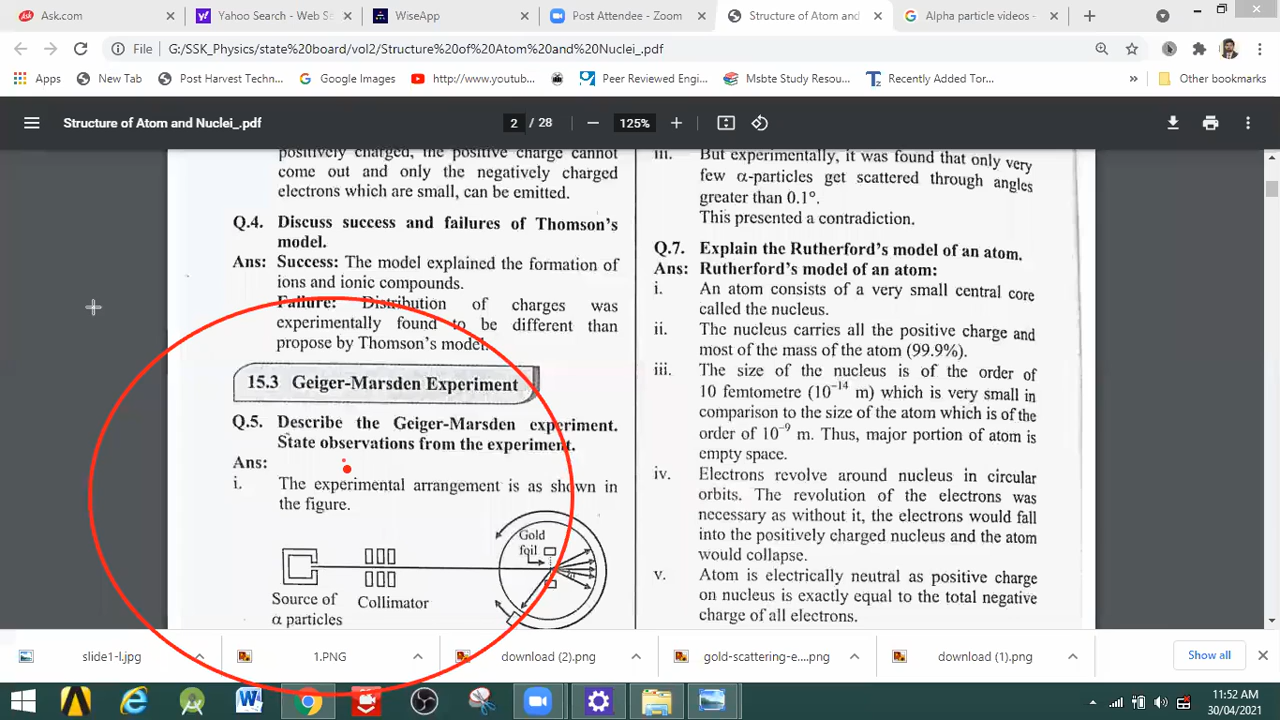 Ask.com
Yahoo Search - Web S
WiseApp
Post Attendee - Zoom
Structure of Atom and
Alpha particle videos -
File
G:/SSK_Physics/state%20board/vol2/Structure%20of%20Atom%20and%20Nuclei_.pdf
Apps
New Tab
Post Harvest Techn...
Google Images
http://www.youtub...
Peer Reviewed Engi...
Msbte Study Resou...
Recently Added Tor...
»
Other bookmarks
Structure of Atom and Nuclei_.pdf
2 / 28
125%
positively charged, the positive charge cannot
come out and only the negatively charged
electrons which are small, can be emitted.
Q.4. Discuss success and failures of Thomson's
model.
Ans: Success: The model explained the formation of
ions and ionic compounds.
Failure: Distribution of charges was
experimentally found to be different than
propose by Thomson's model.
15.3 Geiger-Marsden Experiment
Q.5. Describe the Geiger-Marsden experiment.
State observations from the experiment.
Ans:
i. The experimental arrangement is as shown in
the figure.
Gold
foil
Source of
α particles
Collimator
iii. But experimentally, it was found that only very
few α-particles get scattered through angles
greater than 0.1°.
This presented a contradiction.
Q.7. Explain the Rutherford's model of an atom.
Ans: Rutherford's model of an atom:
i. An atom consists of a very small central core
called the nucleus.
ii. The nucleus carries all the positive charge and
most of the mass of the atom (99.9%).
iii. The size of the nucleus is of the order of
10 femtometre (10⁻¹⁴ m) which is very small in
comparison to the size of the atom which is of the
order of 10⁻⁹ m. Thus, major portion of atom is
empty space.
iv. Electrons revolve around nucleus in circular
orbits. The revolution of the electrons was
necessary as without it, the electrons would fall
into the positively charged nucleus and the atom
would collapse.
v. Atom is electrically neutral as positive charge
on nucleus is exactly equal to the total negative
charge of all electrons.
slide1-l.jpg
1.PNG
download (2).png
gold-scattering-e....png
download (1).png
Show all
11:52 AM
30/04/2021